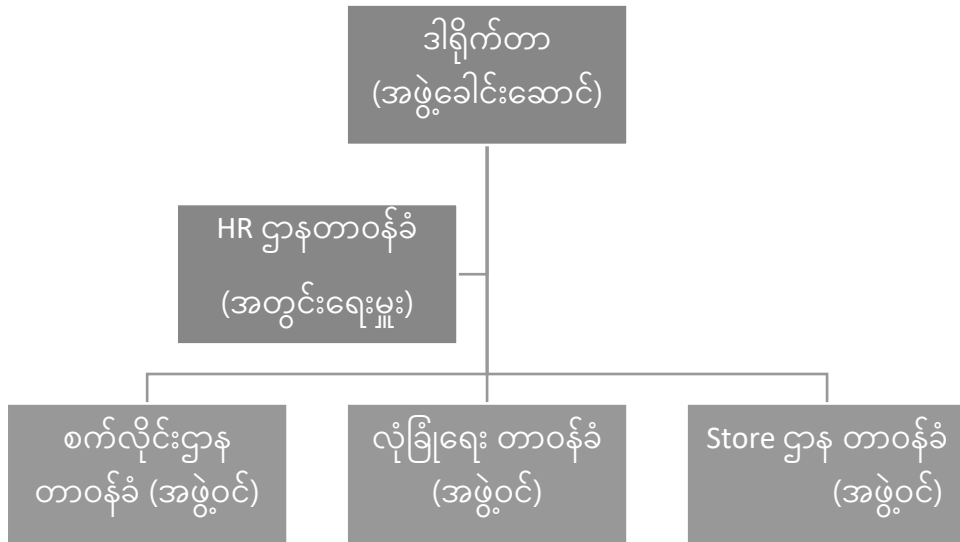 ဒါရိုက်တာ
(အဖွဲ့ခေါင်းဆောင်)
HR ဌာနတာဝန်ခံ
(အတွင်းရေးမှူး)
စက်လိုင်းဌာန
တာဝန်ခံ (အဖွဲ့ဝင်)
လုံခြုံရေး တာဝန်ခံ
(အဖွဲ့ဝင်)
Store ဌာန တာဝန်ခံ
(အဖွဲ့ဝင်)